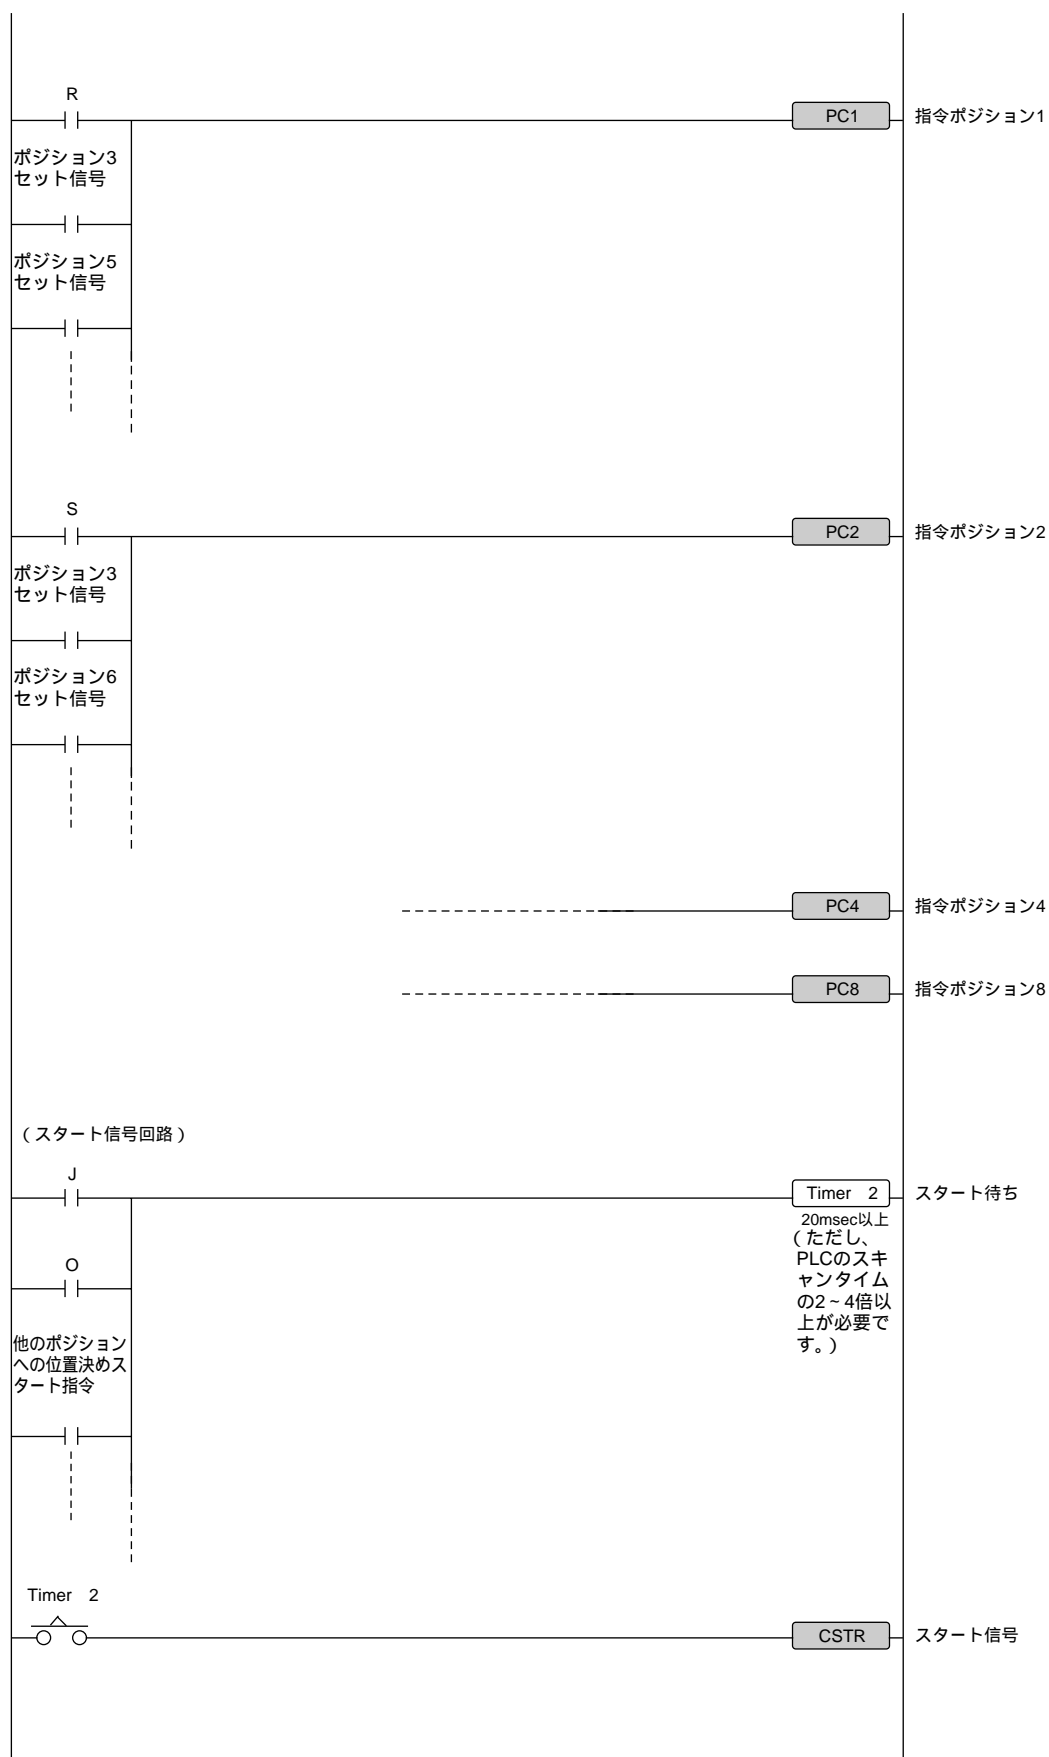 R
PC1 指令ポジション1
ポジション3
セット信号
ポジション5
セット信号
S
PC2 指令ポジション2
ポジション3
セット信号
ポジション6
セット信号
PC4 指令ポジション4
PC8 指令ポジション8
(スタート信号回路)
J
Timer 2 スタート待ち
20msec以上
(ただし、
PLCのスキ
ャンタイム
の2~4倍以
上が必要で
す。)
O
他のポジション
への位置決めス
タート指令
Timer 2
CSTR スタート信号